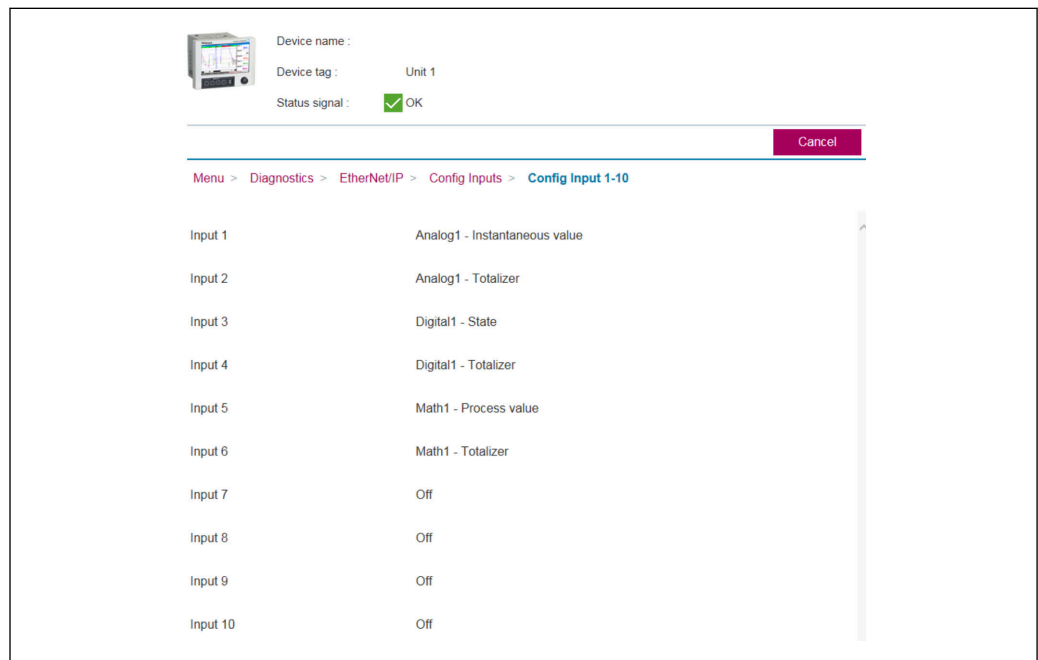 Device name :
Device tag : Unit 1
Status signal : OK
Cancel
Menu > Diagnostics > EtherNet/IP > Config Inputs > Config Input 1-10
Input 1 Analog1 - Instantaneous value
Input 2 Analog1 - Totalizer
Input 3 Digital1 - State
Input 4 Digital1 - Totalizer
Input 5 Math1 - Process value
Input 6 Math1 - Totalizer
Input 7 Off
Input 8 Off
Input 9 Off
Input 10 Off